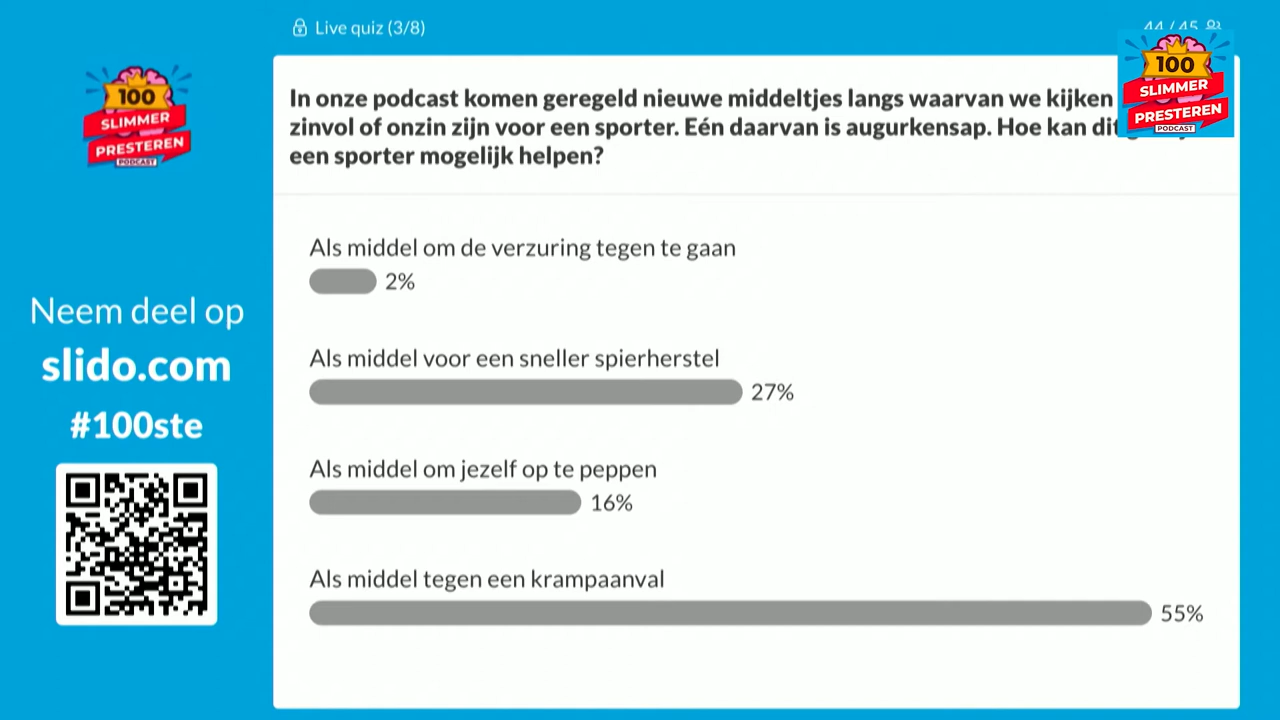 Live quiz (3/8)
44 / 45
100
SLIMMER
PRESTEREN
PODCAST
100
SLIMMER
PRESTEREN
PODCAST
In onze podcast komen geregeld nieuwe middeltjes langs waarvan we kijken
zinvol of onzin zijn voor een sporter. Eén daarvan is augurkensap. Hoe kan dit
een sporter mogelijk helpen?
Als middel om de verzuring tegen te gaan
2%
Als middel voor een sneller spierherstel
27%
Als middel om jezelf op te peppen
16%
Als middel tegen een krampaanval
55%
Neem deel op
slido.com
#100ste